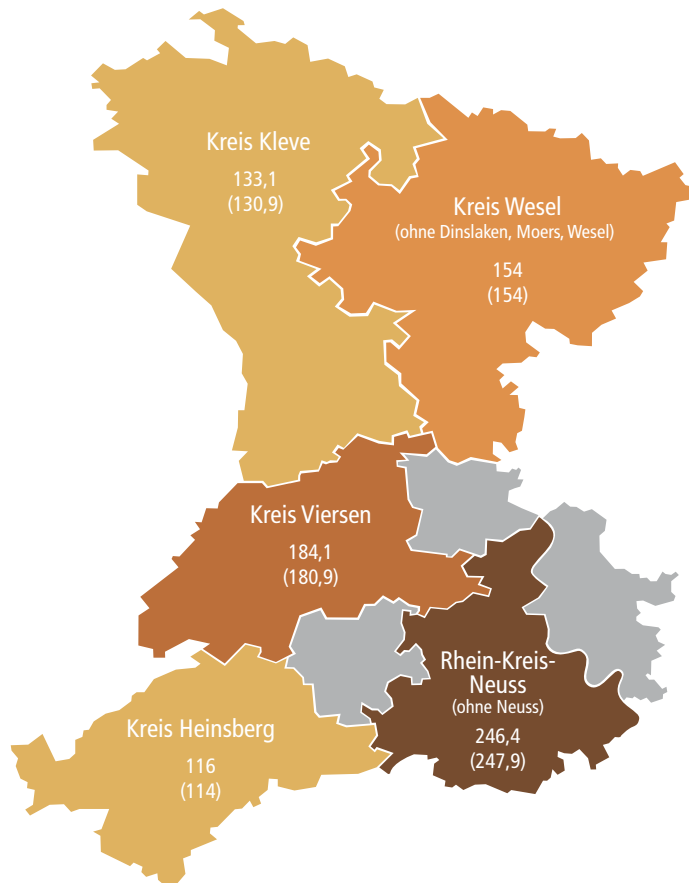 Kreis Kleve
133,1
(130,9)
Kreis Wesel
(ohne Dinslaken, Moers, Wesel)
154
(154)
Kreis Viersen
184,1
(180,9)
Rhein-Kreis-
Neuss
(ohne Neuss)
246,4
(247,9)
Kreis Heinsberg
116
(114)